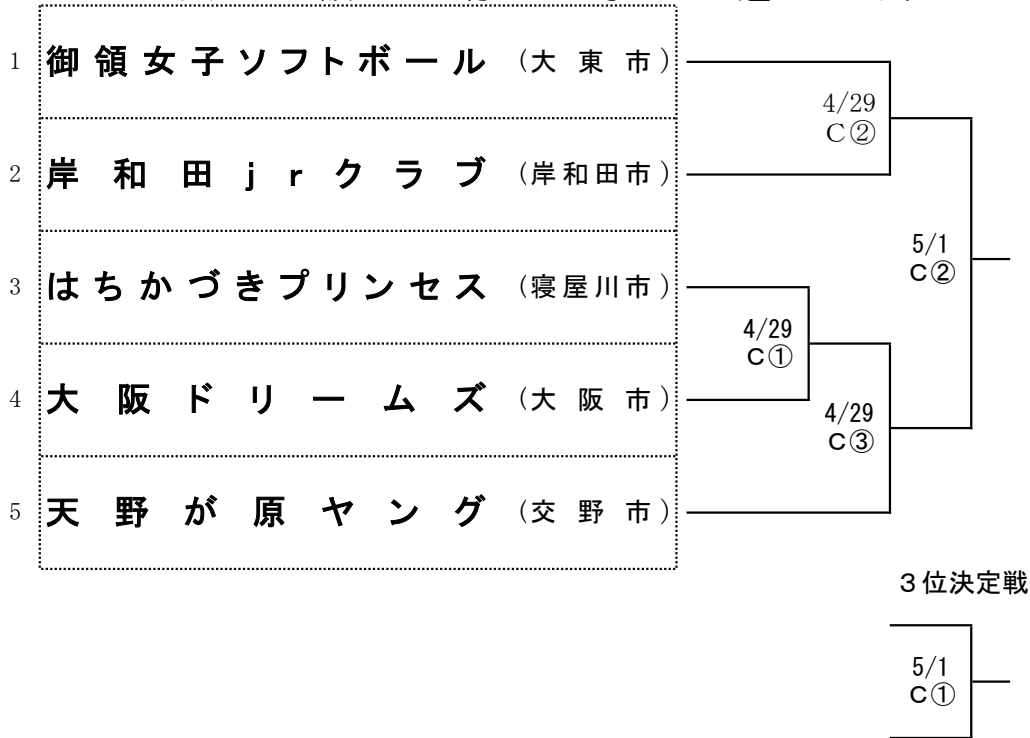 1 御領女子ソフトボール (大東市)
4/29
C②
2 岸和田jrクラブ (岸和田市)
5/1
C②
3 はちかづきプリンセス (寝屋川市)
4/29
C①
4 大阪ドリームズ (大阪市)
4/29
C③
5 天野が原ヤング (交野市)
３位決定戦
5/1
C①